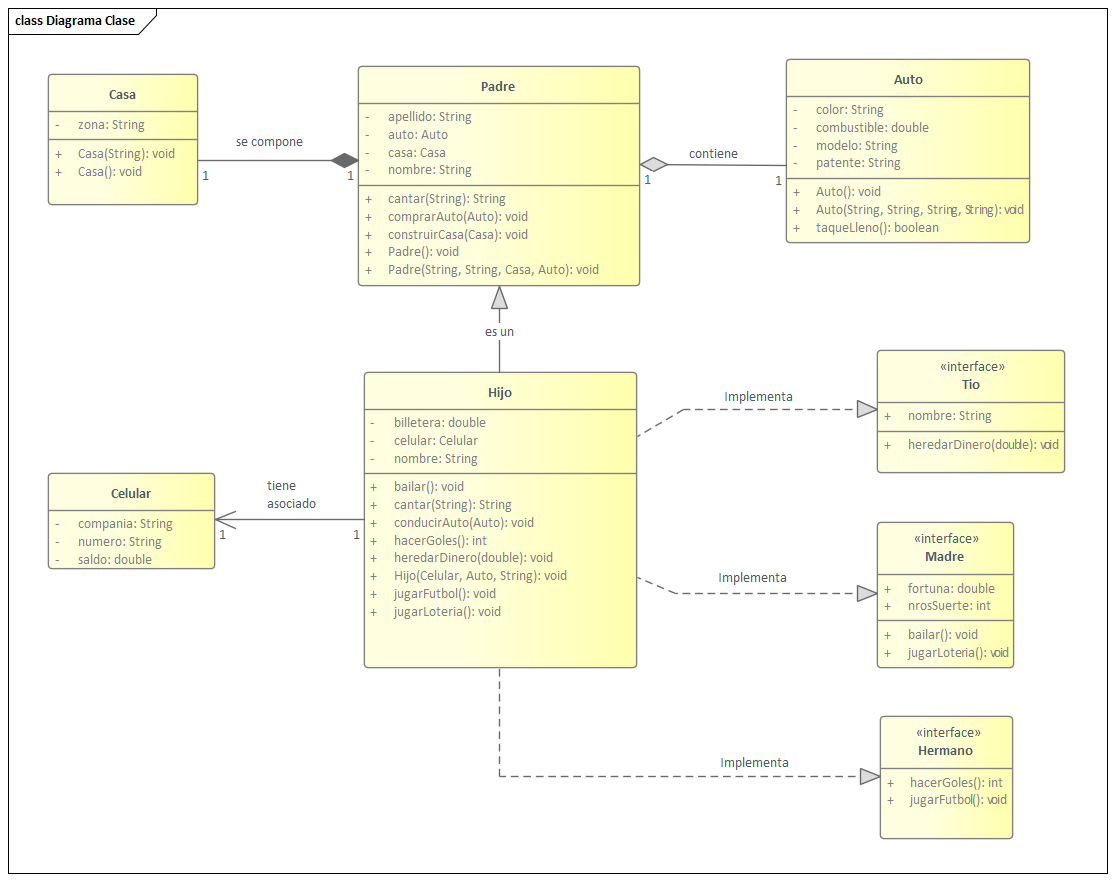 class Diagrama Clase
Casa
- zona: String
+ Casa(String): void
+ Casa(): void
se compone
1
1
Padre
- apellido: String
- auto: Auto
- casa: Casa
- nombre: String
+ cantar(String): String
+ comprarAuto(Auto): void
+ construirCasa(Casa): void
+ Padre(): void
+ Padre(String, String, Casa, Auto): void
contiene
1
1
Auto
- color: String
- combustible: double
- modelo: String
- patente: String
+ Auto(): void
+ Auto(String, String, String, String): void
+ taqueLleno(): boolean
es un
Hijo
- billetera: double
- celular: Celular
- nombre: String
+ bailar(): void
+ cantar(String): String
+ conducirAuto(Auto): void
+ hacerGoles(): int
+ heredarDinero(double): void
+ Hijo(Celular, Auto, String): void
+ jugarFutbol(): void
+ jugarLoteria(): void
tiene
asociado
1
1
Celular
- compania: String
- numero: String
- saldo: double
Implementa
«interface»
Tio
+ nombre: String
+ heredarDinero(double): void
Implementa
«interface»
Madre
+ fortuna: double
+ nrosSuerte: int
+ bailar(): void
+ jugarLoteria(): void
Implementa
«interface»
Hermano
+ hacerGoles(): int
+ jugarFutbol(): void